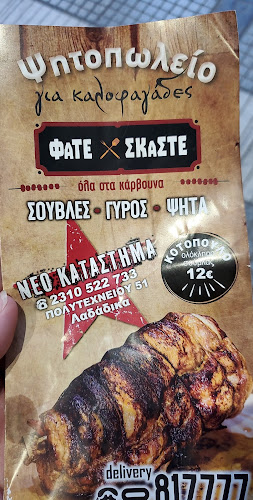 Ψητοπωλείο
για καλοφαγάδες
ΦΑΤΕ ΣΚΑΣΤΕ
όλα στα κάρβουνα
ΣΟΥΒΛΕΣ • ΓΥΡΟΣ • ΨΗΤΑ
ΝΕΟ ΚΑΤΑΣΤΗΜΑ
2310 522 733
ΠΟΛΥΤΕΧΝΕΙΟΥ 51
Λαδάδικα
ΚΟΤΟΠΟΥΛΟ
12€
delivery
817777